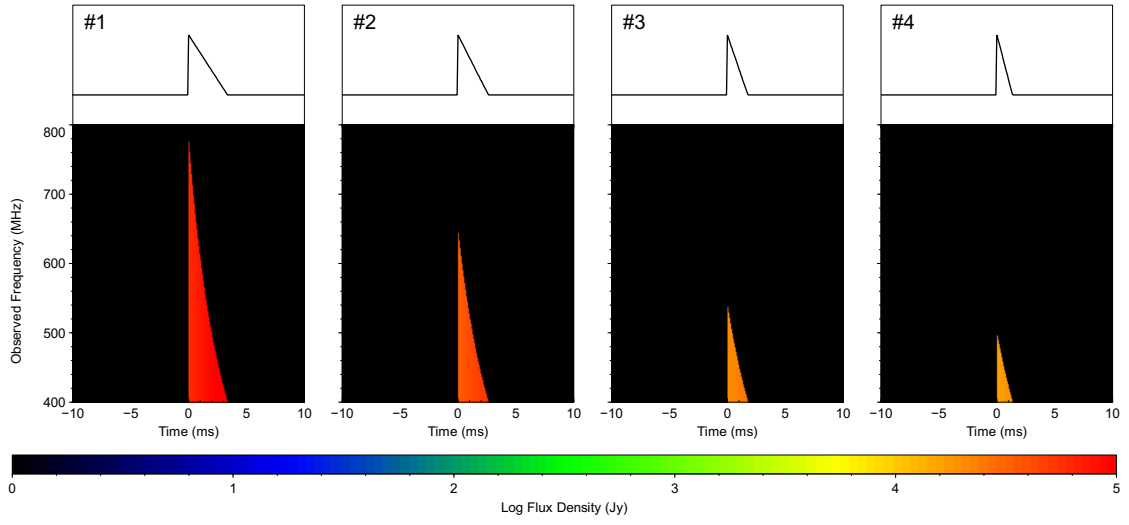 #1
#2
#3
#4
Observed Frequency (MHz)
800
700
600
500
400
−10 −5 0 5 10
−10 −5 0 5 10
−10 −5 0 5 10
−10 −5 0 5 10
Time (ms)
Time (ms)
Time (ms)
Time (ms)
0 1 2 3 4 5
Log Flux Density (Jy)